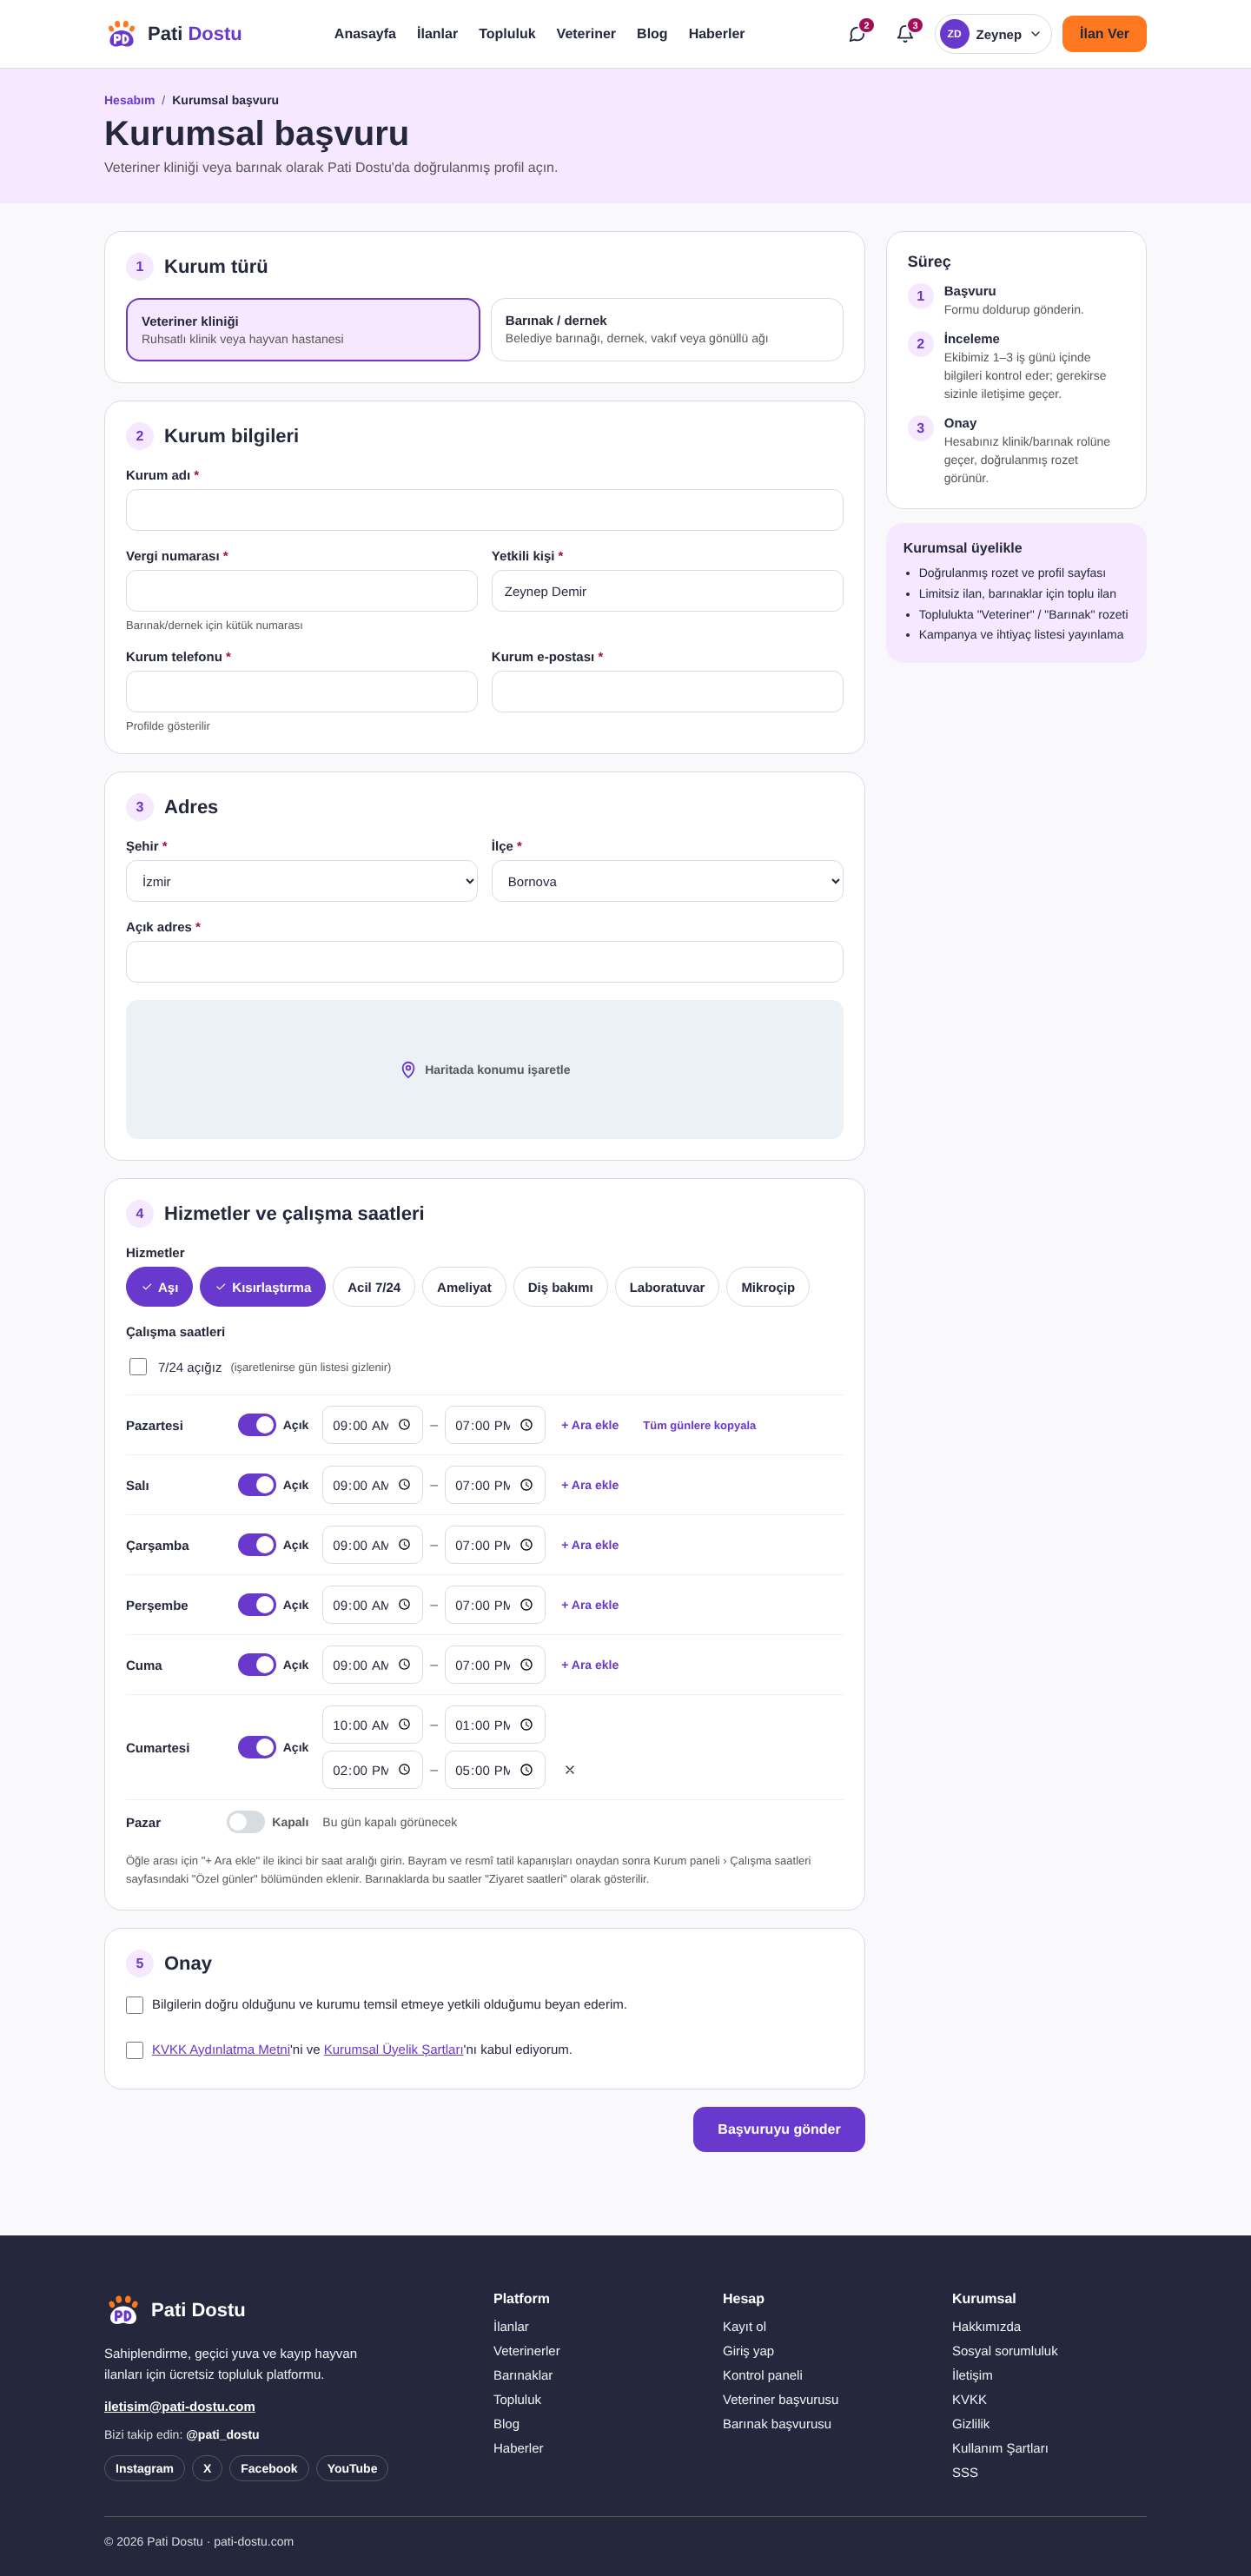 PD Pati Dostu
Anasayfa İlanlar Topluluk Veteriner Blog Haberler
2 3 ZD Zeynep İlan Ver
Hesabım / Kurumsal başvuru
Kurumsal başvuru
Veteriner kliniği veya barınak olarak Pati Dostu'da doğrulanmış profil açın.
1 Kurum türü
Veteriner kliniği
Ruhsatlı klinik veya hayvan hastanesi
Barınak / dernek
Belediye barınağı, dernek, vakıf veya gönüllü ağı
2 Kurum bilgileri
Kurum adı *
Vergi numarası *
Barınak/dernek için kütük numarası
Yetkili kişi *
Zeynep Demir
Kurum telefonu *
Profilde gösterilir
Kurum e-postası *
3 Adres
Şehir *
İzmir
İlçe *
Bornova
Açık adres *
Haritada konumu işaretle
4 Hizmetler ve çalışma saatleri
Hizmetler
Aşı Kısırlaştırma Acil 7/24 Ameliyat Diş bakımı Laboratuvar Mikroçip
Çalışma saatleri
7/24 açığız (işaretlenirse gün listesi gizlenir)
Pazartesi Açık 09:00 AM – 07:00 PM + Ara ekle Tüm günlere kopyala
Salı Açık 09:00 AM – 07:00 PM + Ara ekle
Çarşamba Açık 09:00 AM – 07:00 PM + Ara ekle
Perşembe Açık 09:00 AM – 07:00 PM + Ara ekle
Cuma Açık 09:00 AM – 07:00 PM + Ara ekle
Cumartesi Açık 10:00 AM – 01:00 PM
02:00 PM – 05:00 PM
Pazar Kapalı Bu gün kapalı görünecek
Öğle arası için "+ Ara ekle" ile ikinci bir saat aralığı girin. Bayram ve resmî tatil kapanışları onaydan sonra Kurum paneli › Çalışma saatleri
sayfasındaki "Özel günler" bölümünden eklenir. Barınaklarda bu saatler "Ziyaret saatleri" olarak gösterilir.
5 Onay
Bilgilerin doğru olduğunu ve kurumu temsil etmeye yetkili olduğumu beyan ederim.
KVKK Aydınlatma Metni'ni ve Kurumsal Üyelik Şartları'nı kabul ediyorum.
Başvuruyu gönder
Süreç
1 Başvuru
Formu doldurup gönderin.
2 İnceleme
Ekibimiz 1–3 iş günü içinde
bilgileri kontrol eder; gerekirse
sizinle iletişime geçer.
3 Onay
Hesabınız klinik/barınak rolüne
geçer, doğrulanmış rozet
görünür.
Kurumsal üyelikle
• Doğrulanmış rozet ve profil sayfası
• Limitsiz ilan, barınaklar için toplu ilan
• Toplulukta "Veteriner" / "Barınak" rozeti
• Kampanya ve ihtiyaç listesi yayınlama
PD Pati Dostu
Sahiplendirme, geçici yuva ve kayıp hayvan
ilanları için ücretsiz topluluk platformu.
iletisim@pati-dostu.com
Bizi takip edin: @pati_dostu
Instagram X Facebook YouTube
Platform
İlanlar
Veterinerler
Barınaklar
Topluluk
Blog
Haberler
Hesap
Kayıt ol
Giriş yap
Kontrol paneli
Veteriner başvurusu
Barınak başvurusu
Kurumsal
Hakkımızda
Sosyal sorumluluk
İletişim
KVKK
Gizlilik
Kullanım Şartları
SSS
© 2026 Pati Dostu · pati-dostu.com